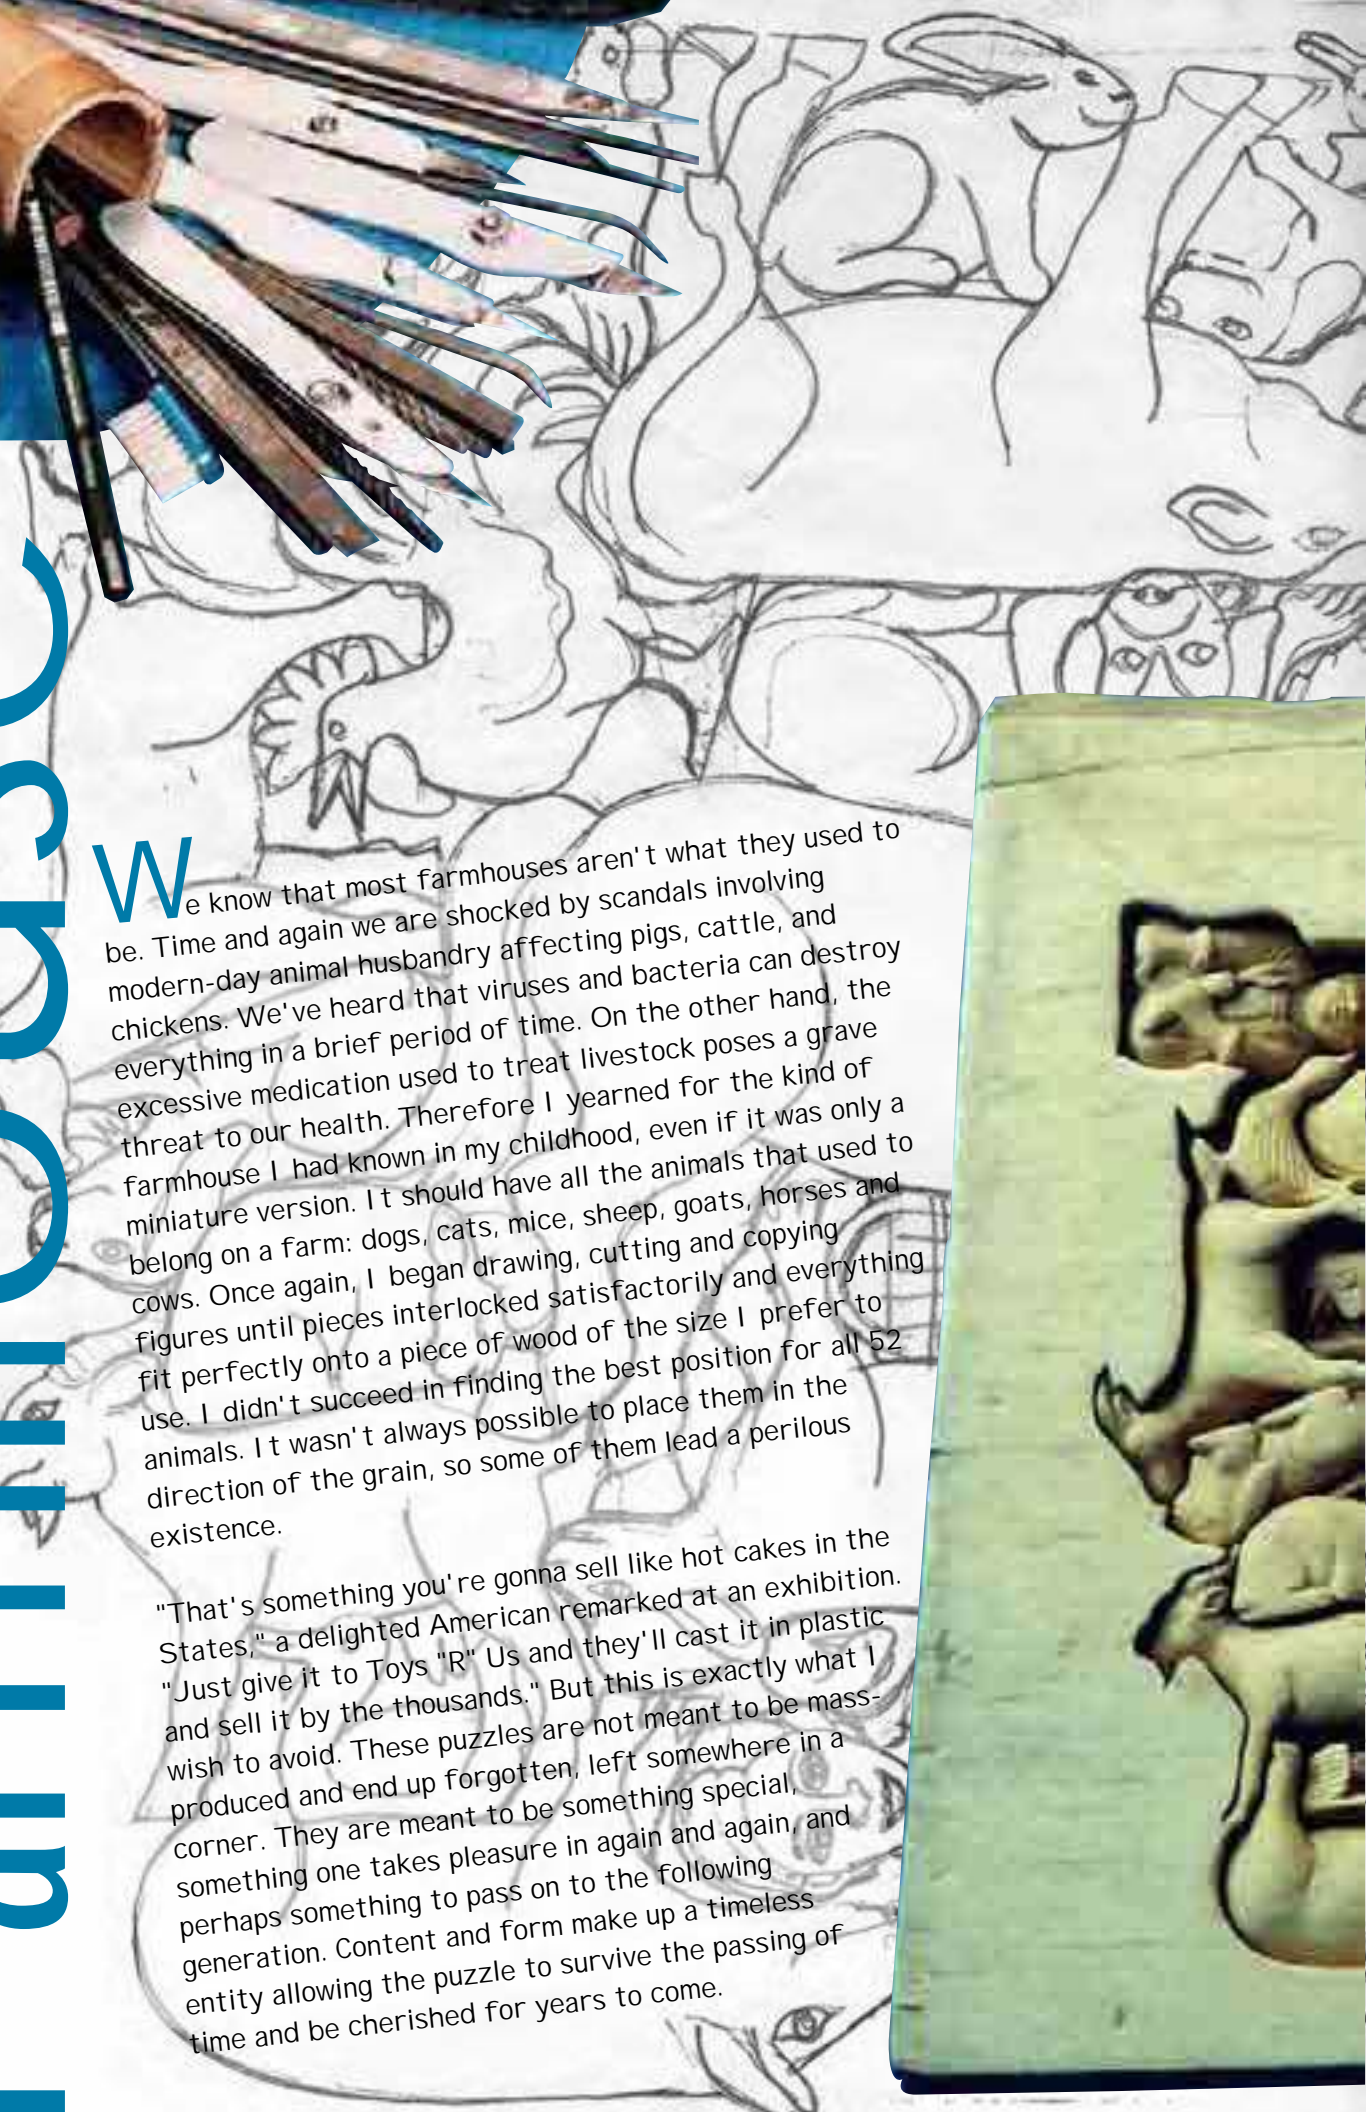 Farmhouse
We know that most farmhouses aren't what they used to
be. Time and again we are shocked by scandals involving
modern-day animal husbandry affecting pigs, cattle, and
chickens. We've heard that viruses and bacteria can destroy
everything in a brief period of time. On the other hand, the
excessive medication used to treat livestock poses a grave
threat to our health. Therefore I yearned for the kind of
farmhouse I had known in my childhood, even if it was only a
miniature version. It should have all the animals that used to
belong on a farm: dogs, cats, mice, sheep, goats, horses and
cows. Once again, I began drawing, cutting and copying
figures until pieces interlocked satisfactorily and everything
fit perfectly onto a piece of wood of the size I prefer to
use. I didn't succeed in finding the best position for all 52
animals. It wasn't always possible to place them in the
direction of the grain, so some of them lead a perilous
existence.
"That's something you're gonna sell like hot cakes in the
States," a delighted American remarked at an exhibition.
"Just give it to Toys "R" Us and they'll cast it in plastic
and sell it by the thousands." But this is exactly what I
wish to avoid. These puzzles are not meant to be mass-
produced and end up forgotten, left somewhere in a
corner. They are meant to be something special,
something one takes pleasure in again and again, and
perhaps something to pass on to the following
generation. Content and form make up a timeless
entity allowing the puzzle to survive the passing of
time and be cherished for years to come.